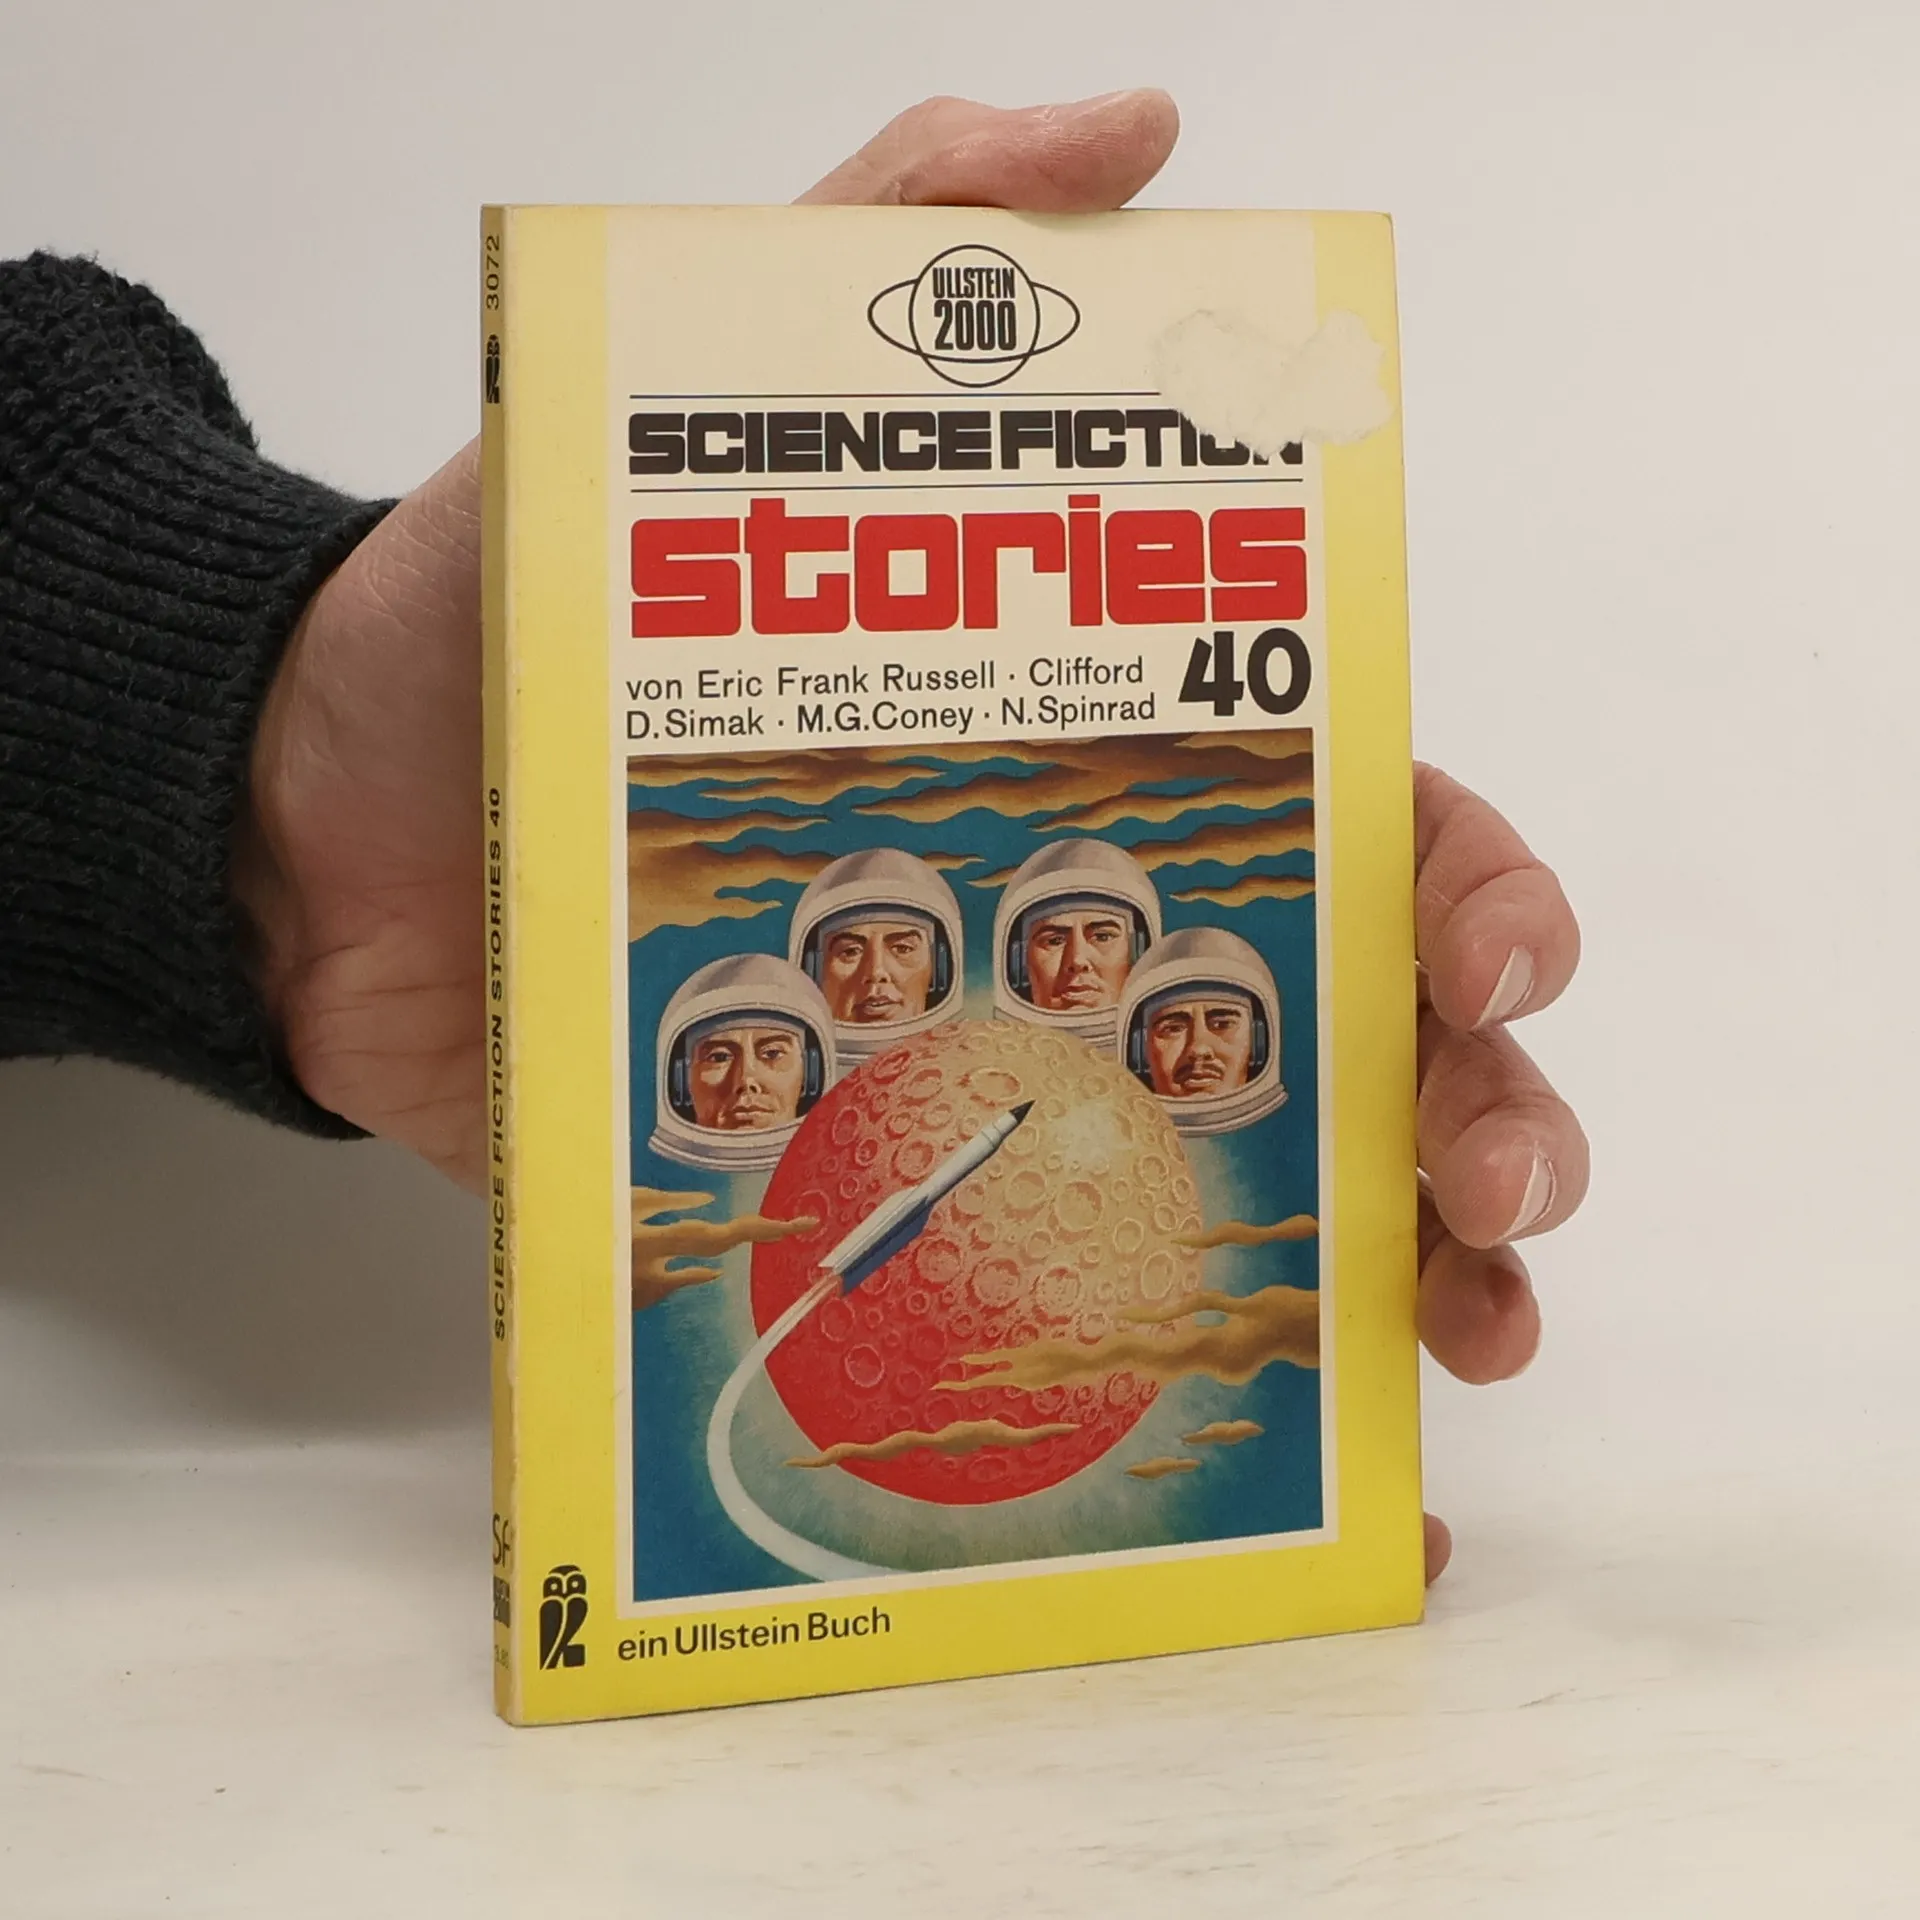 ULLSTEIN
2000
SCIENCE FICTION
stories
40
von Eric Frank Russell · Clifford
D. Simak · M.G.Coney · N.Spinrad
ein Ullstein Buch
3072
SCIENCE FICTION STORIES 40